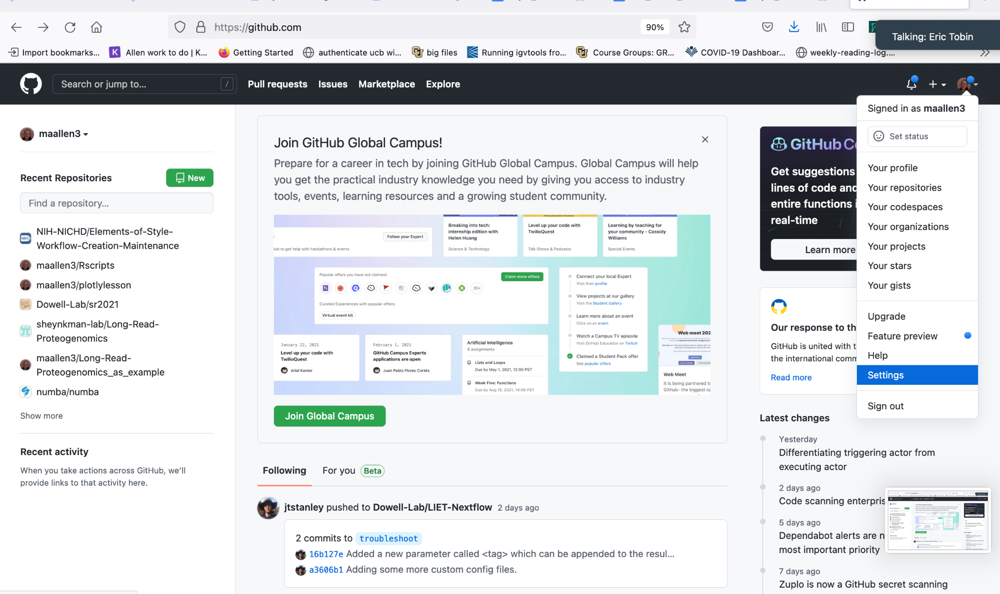 https://github.com
90%
Talking: Eric Tobin
Import bookmarks...
Allen work to do | K...
Getting Started
authenticate ucb wi...
big files
Running igvtools fro...
Course Groups: GR...
COVID-19 Dashboar...
weekly-reading-log....
Search or jump to...
/
Pull requests
Issues
Marketplace
Explore
maallen3
Recent Repositories
New
Find a repository...
NIH-NICHD/Elements-of-Style-
Workflow-Creation-Maintenance
maallen3/Rscripts
maallen3/plotlylesson
Dowell-Lab/sr2021
sheynkman-lab/Long-Read-
Proteogenomics
maallen3/Long-Read-
Proteogenomics_as_example
numba/numba
Show more
Recent activity
When you take actions across GitHub, we'll
provide links to that activity here.
Join GitHub Global Campus!
Prepare for a career in tech by joining GitHub Global Campus. Global Campus will help
you get the practical industry knowledge you need by giving you access to industry
tools, events, learning resources and a growing student community.
Follow your Expert
lub to get help with hackathons & events.
Breaking into tech:
internship edition with
Helen Huang
Science & Technology
Level up your code with
TwilioQuest
Talk Shows & Podcasts
Learning by teaching for
your community - Cassidy
Williams
Special Events
Popular offers you have not claimed:
Claim more offers
20+
Curated Experiences with popular offers:
Virtual event kit
Connect your local Expert
Visit their profile
View projects at our gallery
Visit the Student Gallery
Learn more about an event
Click on an event
Watch a Campus TV episode
Visit GitHub Education on Twitch
Claimed a Student Pack offer
See popular offers
January 22, 2021
Level up your code with
TwilioQuest
Ariel Kanter
February 1, 2021
GitHub Campus Experts
applications are open
Juan Pablo Flores Cortés
Artificial Intelligence
6 assignments
Lists and Loops
Due by May 1, 2021, 12:00 PST
Week Five: Functions
Due by Aug 15, 2021, 14:00 PST
Web meet 202
Web Meet
It is being partnered b
Github- the biggest op
Join Global Campus
Following
For you
Beta
jtstanley pushed to Dowell-Lab/LIET-Nextflow 2 days ago
2 commits to troubleshoot
16b127e Added a new parameter called <tag> which can be appended to the resul...
a3606b1 Adding some more custom config files.
GitHub Co
Get suggestions
lines of code and
entire functions i
real-time
Learn more
Our response to th
GitHub is united with t
the international comm
Read more
Latest changes
Yesterday
Differentiating triggering actor from
executing actor
2 days ago
Code scanning enterpris
5 days ago
Dependabot alerts are n
most important priority
7 days ago
Zuplo is now a GitHub secret scanning
Signed in as maallen3
Set status
Your profile
Your repositories
Your codespaces
Your organizations
Your projects
Your stars
Your gists
Upgrade
Feature preview
Help
Settings
Sign out